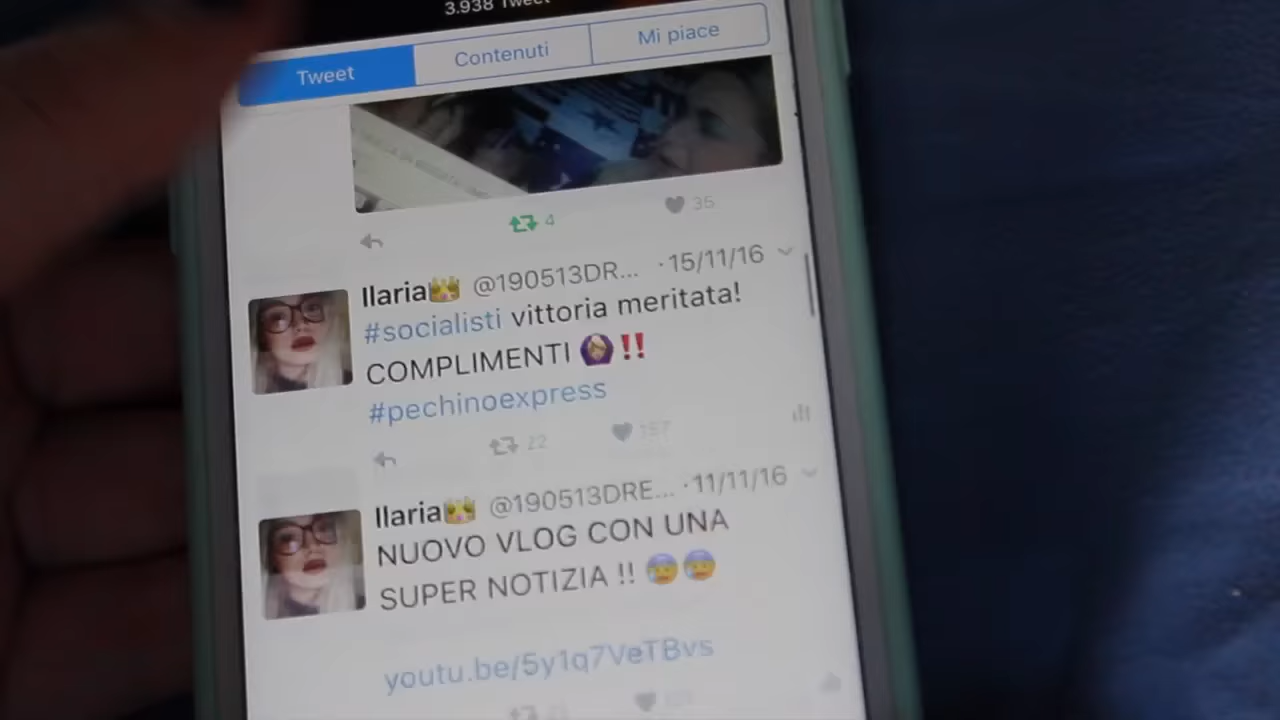 3.938 Tweet
Tweet
Contenuti
Mi piace
4
35
Ilaria👑 @190513DR... · 15/11/16
#socialisti vittoria meritata!
COMPLIMENTI 🙆🏼‼️
#pechinoexpress
22
157
Ilaria👑 @190513DRE... · 11/11/16
NUOVO VLOG CON UNA
SUPER NOTIZIA !! 😰😰
youtu.be/5y1q7VeTBvs